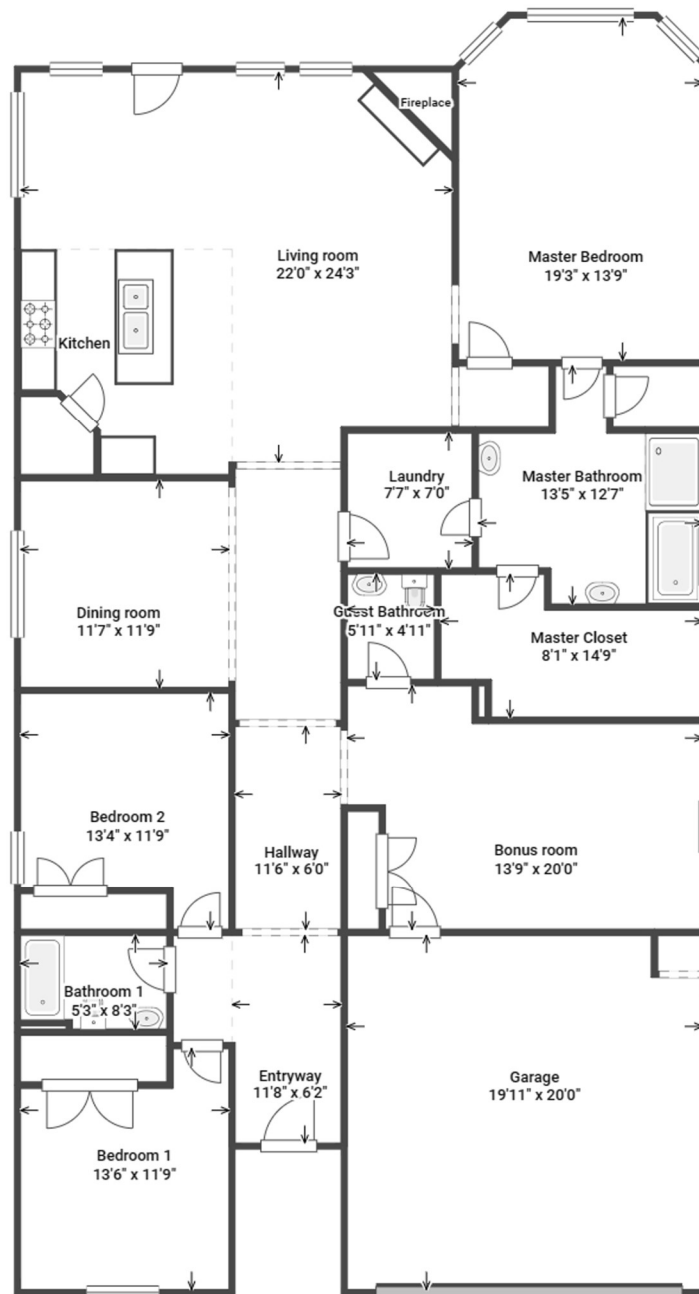 Fireplace
Living room
22'0" x 24'3"
Master Bedroom
19'3" x 13'9"
Kitchen
Laundry
7'7" x 7'0"
Master Bathroom
13'5" x 12'7"
Dining room
11'7" x 11'9"
Guest Bathroom
5'11" x 4'11"
Master Closet
8'1" x 14'9"
Bedroom 2
13'4" x 11'9"
Hallway
11'6" x 6'0"
Bonus room
13'9" x 20'0"
Bathroom 1
5'3" x 8'3"
Entryway
11'8" x 6'2"
Garage
19'11" x 20'0"
Bedroom 1
13'6" x 11'9"